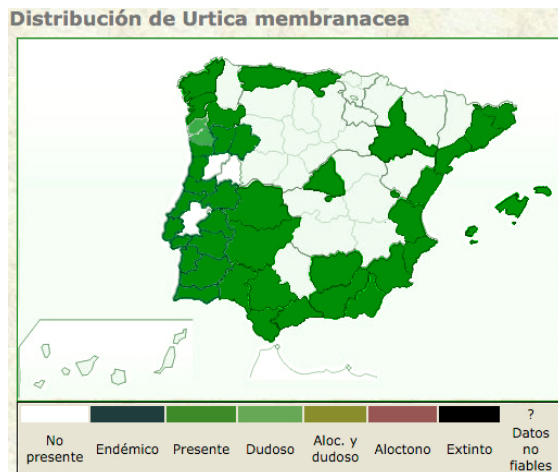 Distribución de Urtica membranacea
No presente
Endémico
Presente
Dudoso
Aloc. y dudoso
Aloctono
Extinto
? Datos no fiables